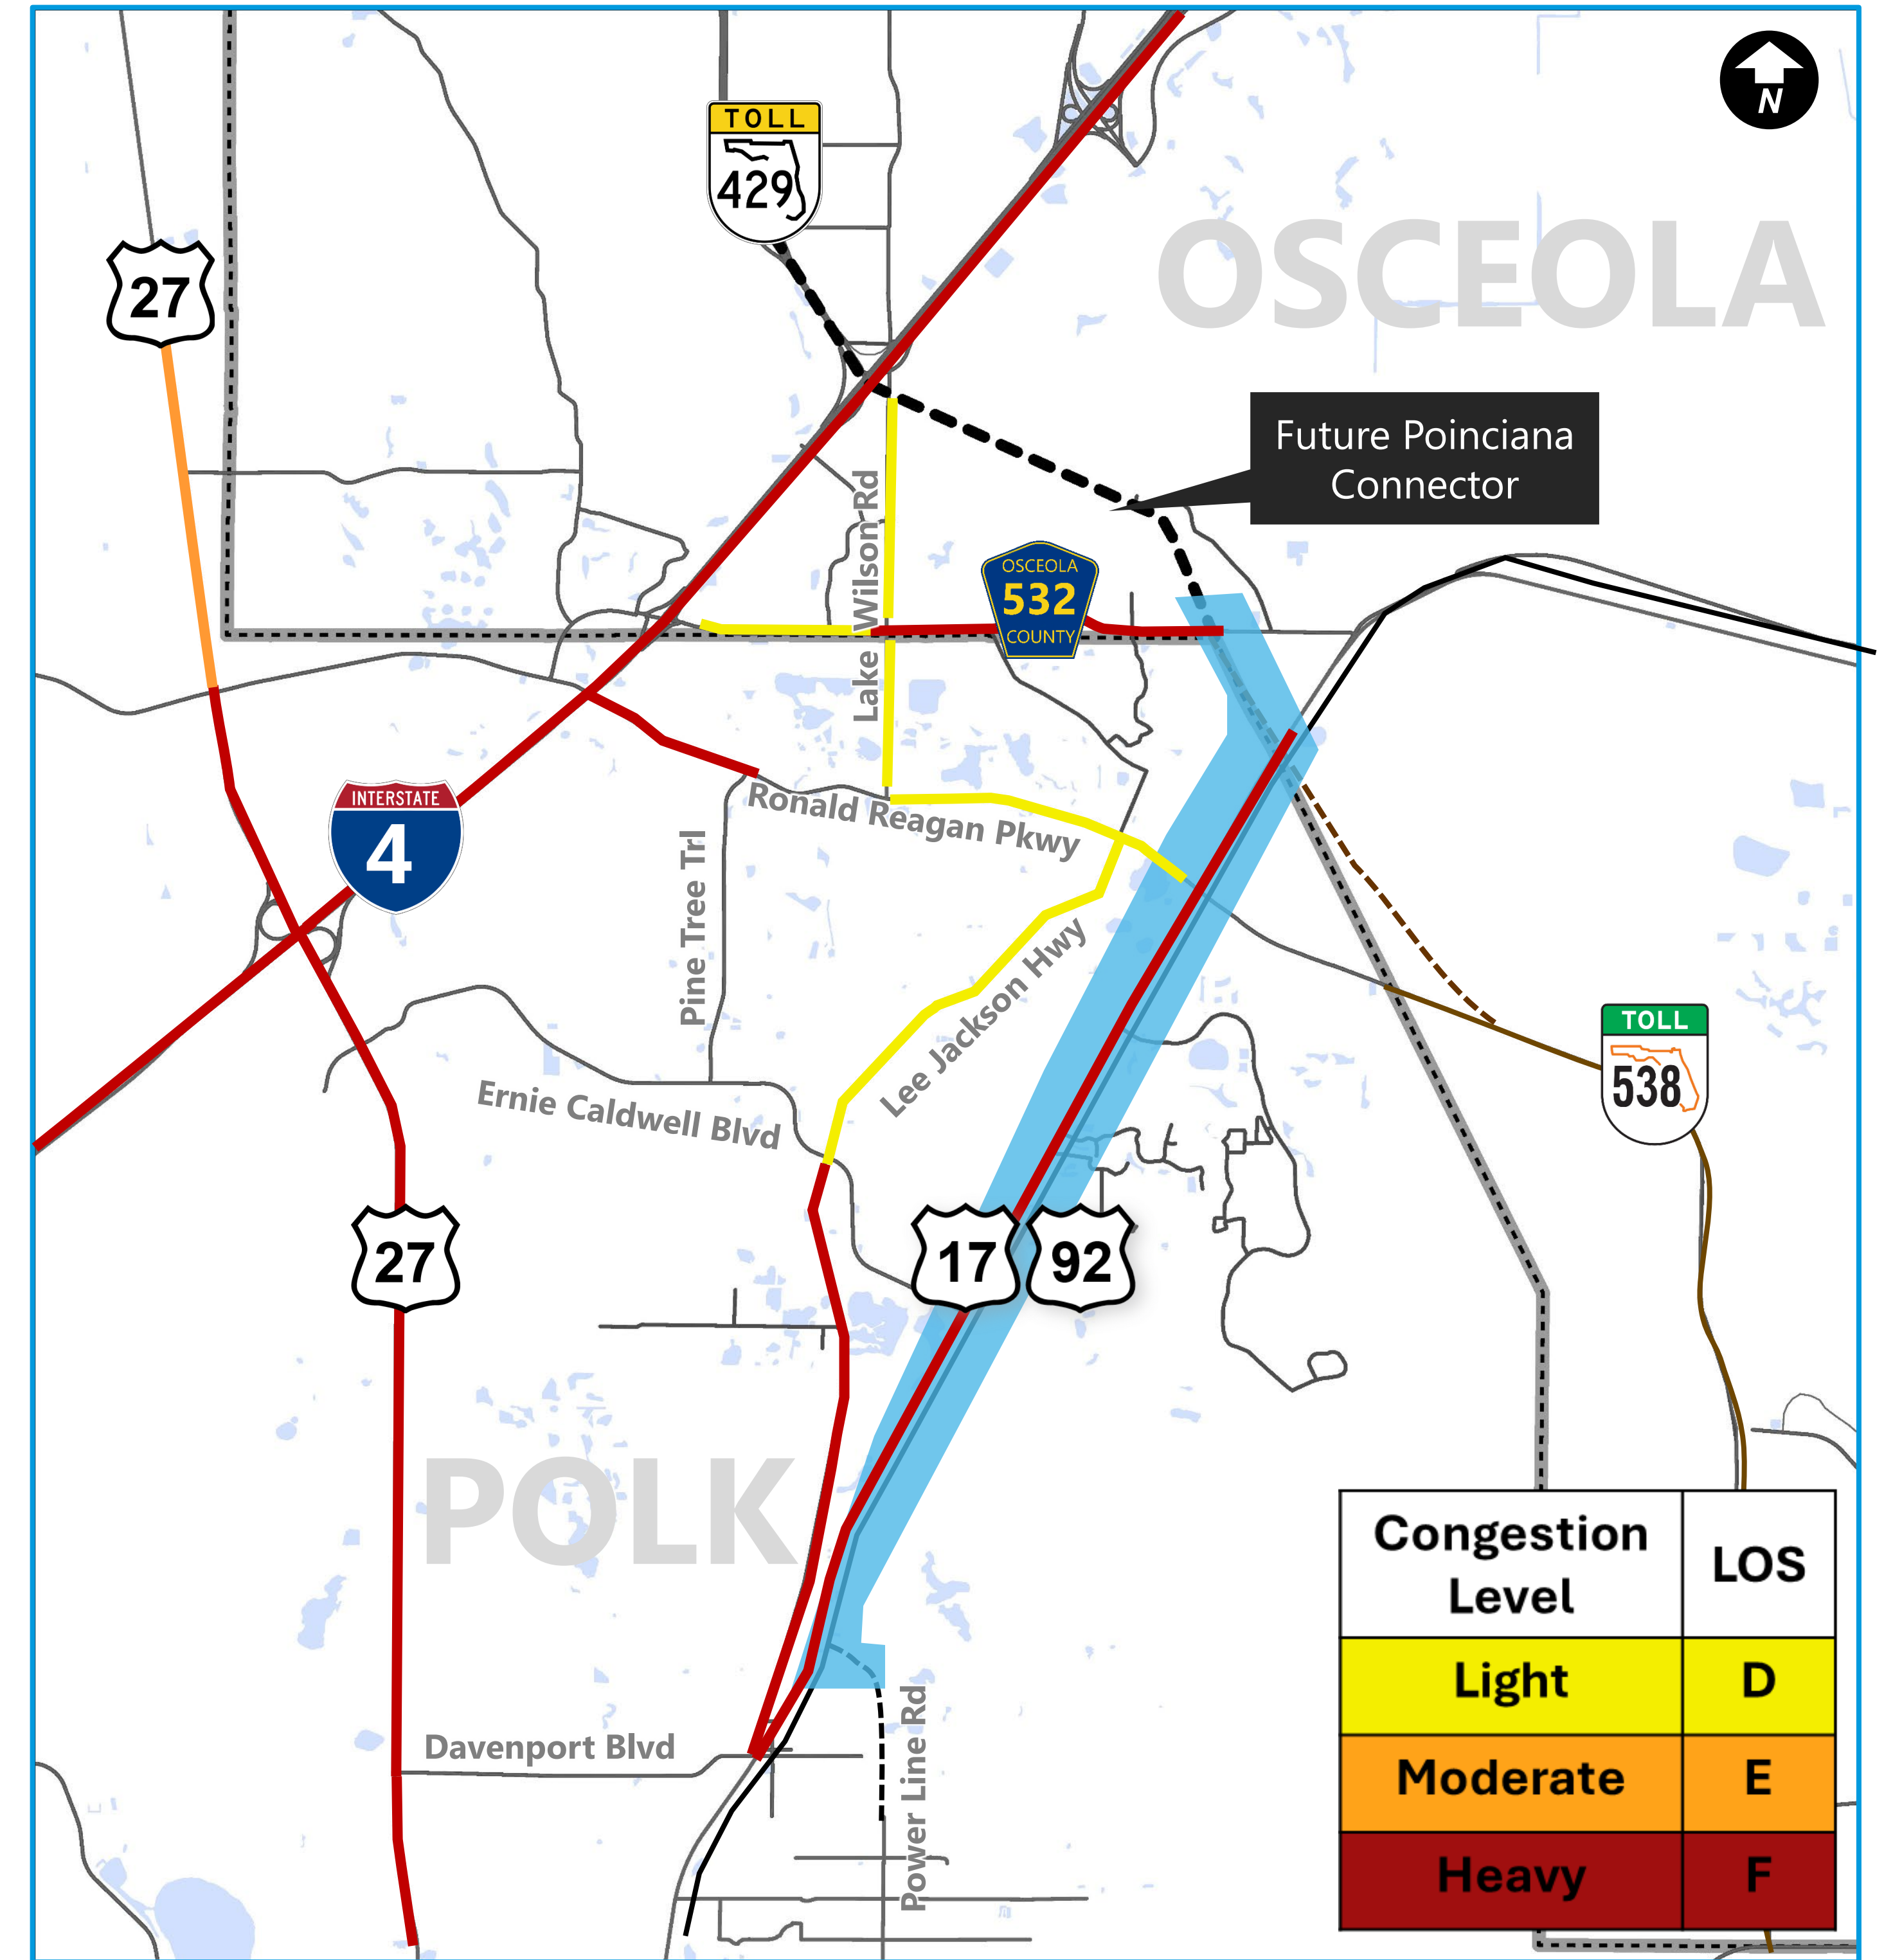 N
TOLL
429
OSCEOLA
27
Future Poinciana
Connector
Lake Wilson Rd
OSCEOLA
532
COUNTY
INTERSTATE
4
Ronald Reagan Pkwy
Pine Tree Trl
Lee Jackson Hwy
TOLL
538
Ernie Caldwell Blvd
27
17
92
POLK
Davenport Blvd
Power Line Rd
Congestion
Level
LOS
Light
D
Moderate
E
Heavy
F